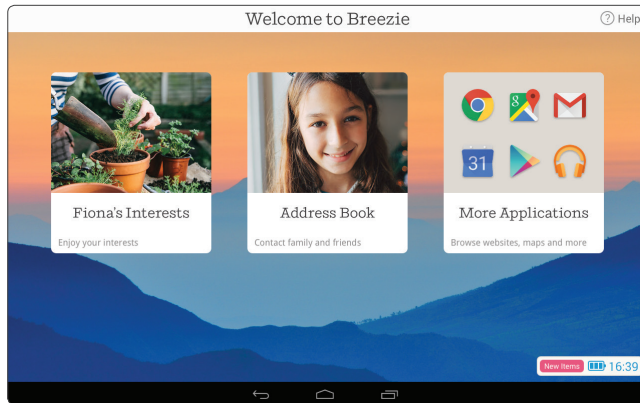 Welcome to Breezie
? Help
8
31
Fiona's Interests
Enjoy your interests
Address Book
Contact family and friends
More Applications
Browse websites, maps and more
New Items 16:39